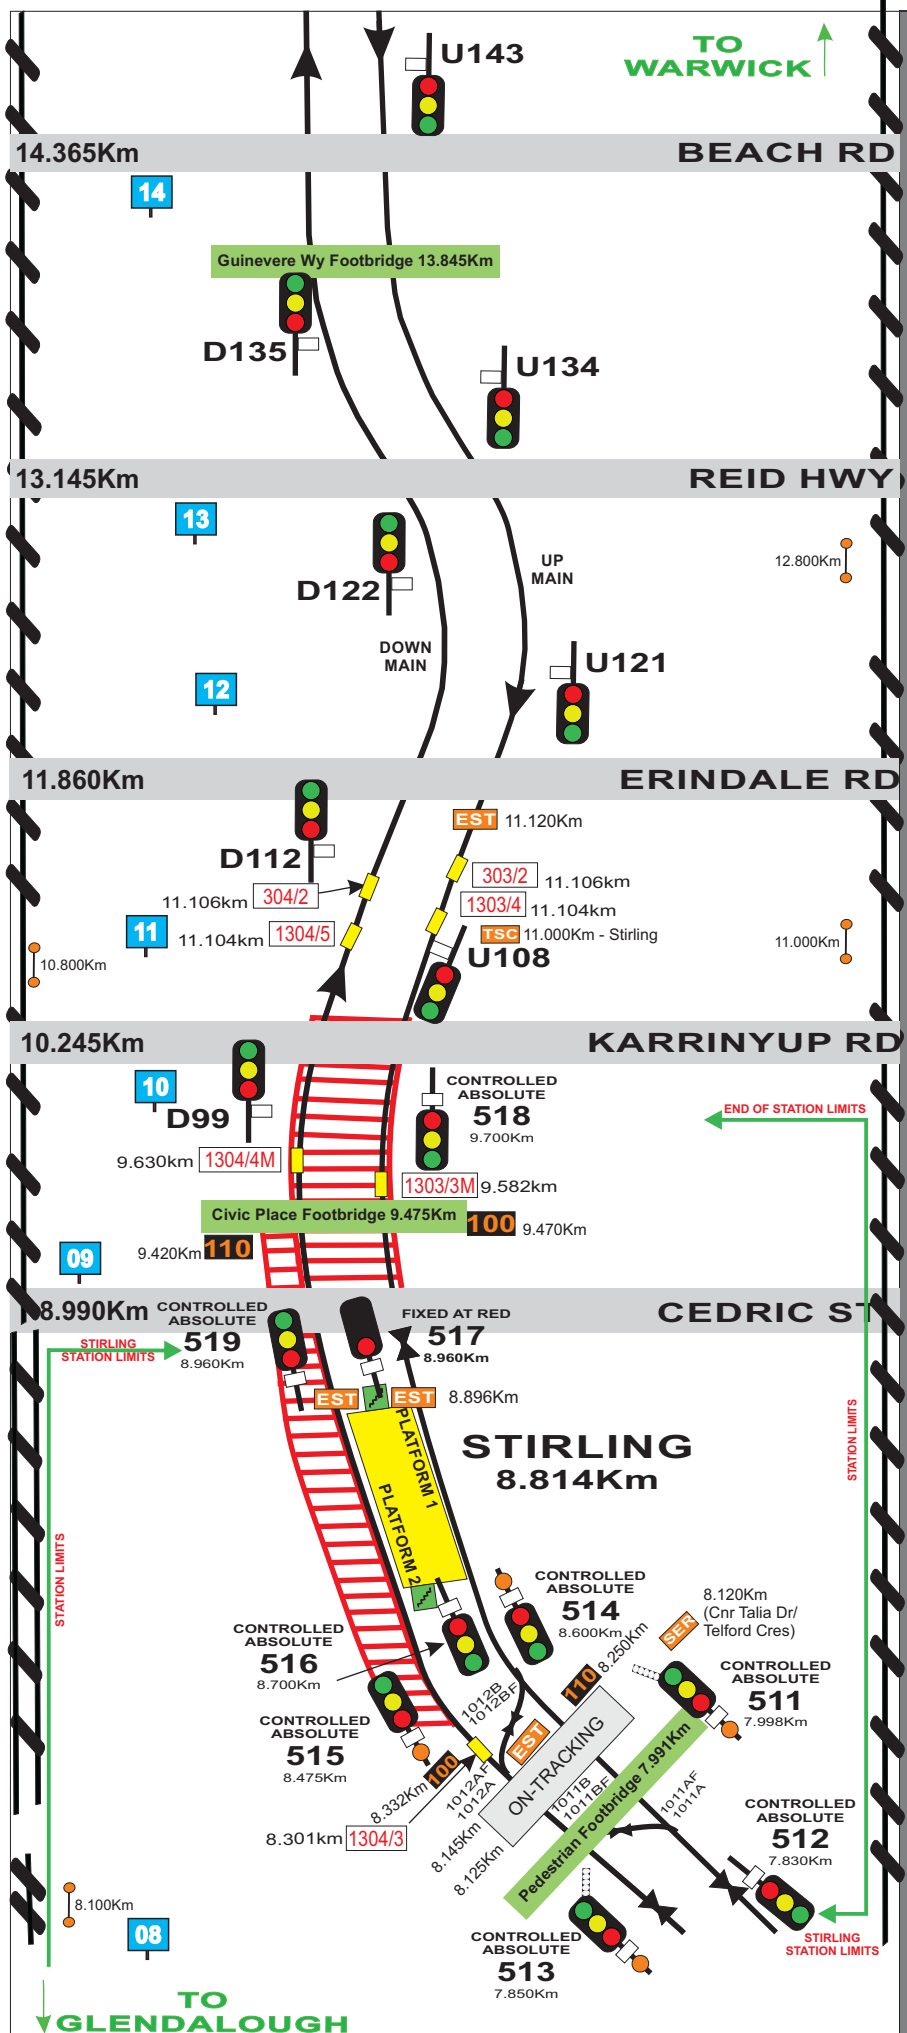 U143
TO
WARWICK
14.365Km
BEACH RD
14
Guinevere Wy Footbridge 13.845Km
D135
U134
13.145Km
REID HWY
13
D122
UP
MAIN
12.800Km
DOWN
MAIN
U121
12
11.860Km
ERINDALE RD
EST 11.120Km
D112
303/2 11.106km
11.106km 304/2
1303/4 11.104km
11
11.104km 1304/5
TSC 11.000Km - Stirling
U108
11.000Km
10.800Km
10.245Km
KARRINYUP RD
10
D99
CONTROLLED
ABSOLUTE
518
9.700Km
END OF STATION LIMITS
9.630km 1304/4M
1303/3M 9.582km
Civic Place Footbridge 9.475Km
100 9.470Km
9.420Km 110
09
8.990Km
CEDRIC ST
CONTROLLED
ABSOLUTE
519
8.960Km
FIXED AT RED
517
8.960Km
STIRLING
STATION LIMITS
EST
EST 8.896Km
PLATFORM 1
PLATFORM 2
STIRLING
8.814Km
STATION LIMITS
STATION LIMITS
CONTROLLED
ABSOLUTE
514
8.600Km
8.120Km
(Cnr Talia Dr/
Telford Cres)
SER
CONTROLLED
ABSOLUTE
516
8.700Km
110 8.250Km
CONTROLLED
ABSOLUTE
511
7.998Km
1012B
1012BF
EST
CONTROLLED
ABSOLUTE
515
8.475Km
8.332Km 100
1012AF
1012A
ON-TRACKING
1011B
1011BF
Pedestrian Footbridge 7.991Km
1011AF
1011A
8.301km 1304/3
8.145Km
8.125Km
CONTROLLED
ABSOLUTE
512
7.830Km
8.100Km
08
CONTROLLED
ABSOLUTE
513
7.850Km
STIRLING
STATION LIMITS
TO
GLENDALOUGH